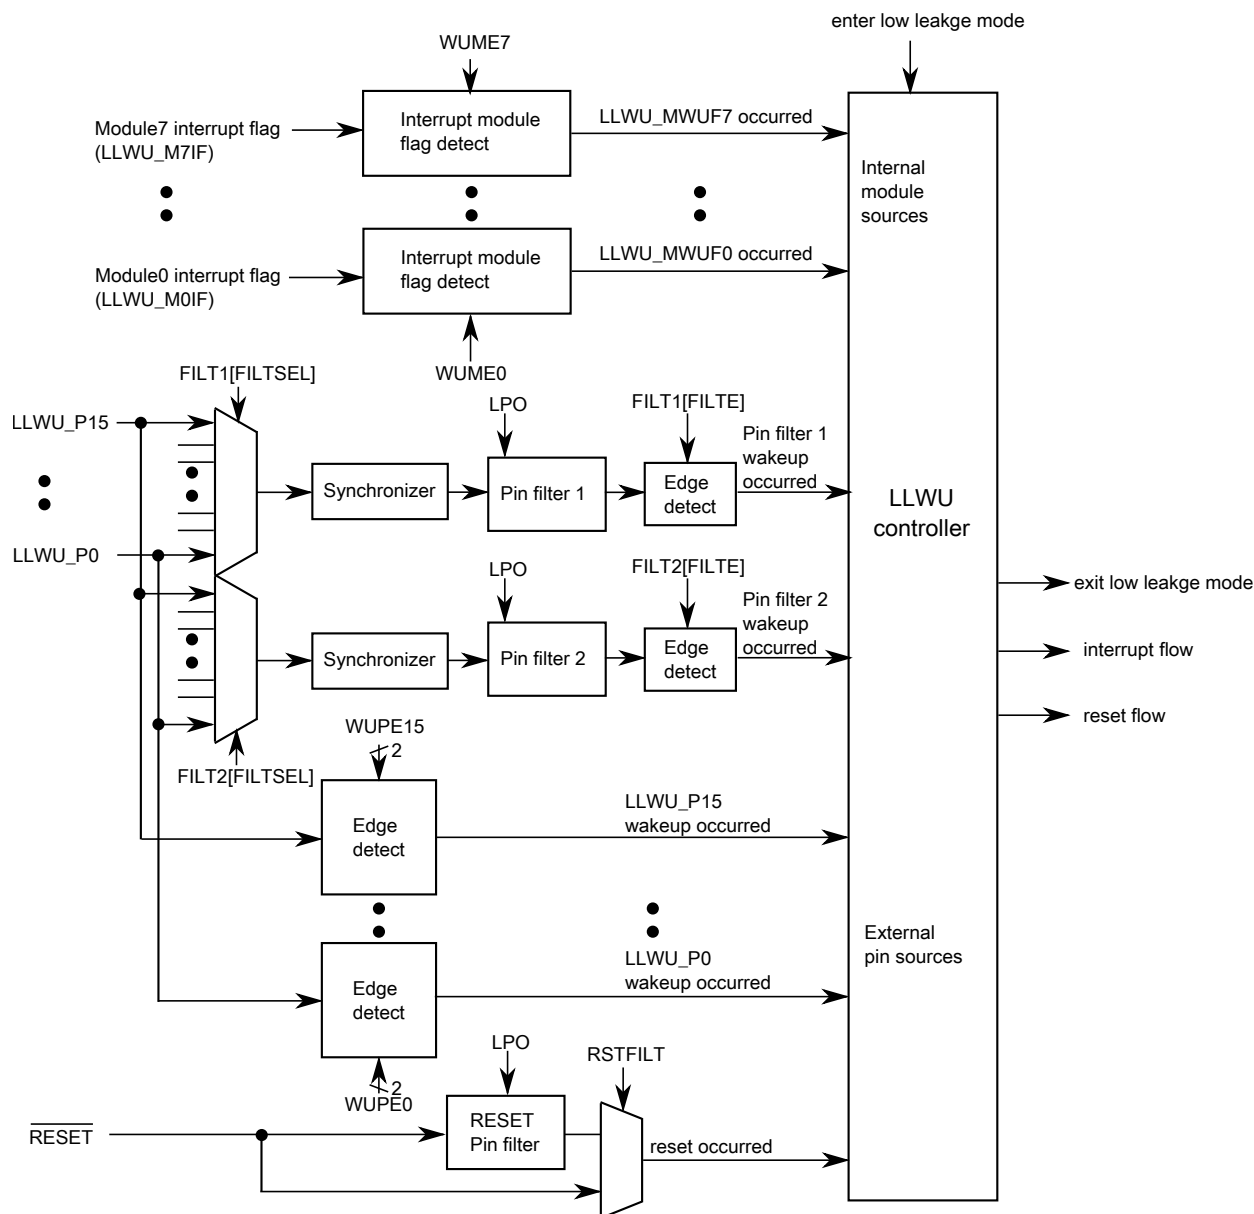 enter low leakge mode
WUME7
Module7 interrupt flag
(LLWU_M7IF)
Interrupt module
flag detect
LLWU_MWUF7 occurred
Internal
module
sources
Module0 interrupt flag
(LLWU_M0IF)
Interrupt module
flag detect
LLWU_MWUF0 occurred
WUME0
FILT1[FILTSEL]
LLWU_P15
LLWU_P0
Synchronizer
LPO
Pin filter 1
FILT1[FILTE]
Edge
detect
Pin filter 1
wakeup
occurred
LLWU
controller
Synchronizer
LPO
Pin filter 2
FILT2[FILTE]
Edge
detect
Pin filter 2
wakeup
occurred
exit low leakge mode
interrupt flow
reset flow
FILT2[FILTSEL]
WUPE15
2
Edge
detect
LLWU_P15
wakeup occurred
Edge
detect
LLWU_P0
wakeup occurred
External
pin sources
2
WUPE0
RESET
LPO
RESET
Pin filter
RSTFILT
reset occurred